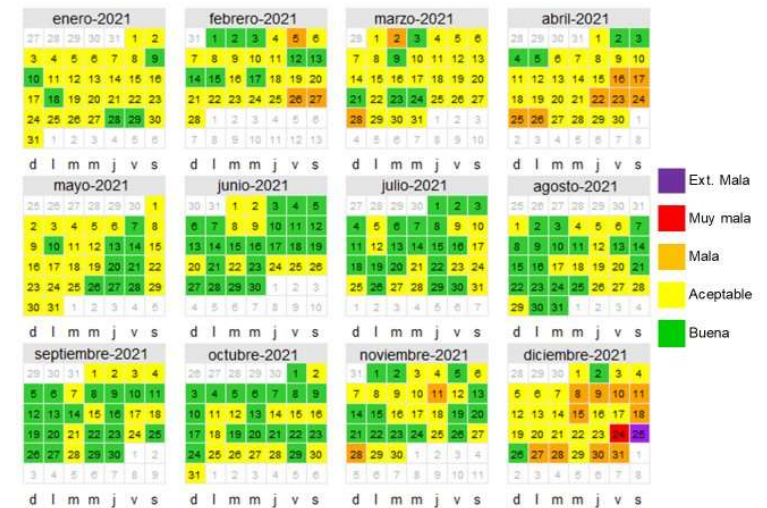 enero-2021
27 28 29 30 31 1 2
3 4 5 6 7 8 9
10 11 12 13 14 15 16
17 18 19 20 21 22 23
24 25 26 27 28 29 30
31 1 2 3 4 5 6
d l m m j v s
febrero-2021
31 1 2 3 4 5 6
7 8 9 10 11 12 13
14 15 16 17 18 19 20
21 22 23 24 25 26 27
28 1 2 3 4 5 6
7 8 9 10 11 12 13
d l m m j v s
marzo-2021
28 1 2 3 4 5 6
7 8 9 10 11 12 13
14 15 16 17 18 19 20
21 22 23 24 25 26 27
28 29 30 31 1 2 3
4 5 6 7 8 9 10
d l m m j v s
abril-2021
28 29 30 31 1 2 3
4 5 6 7 8 9 10
11 12 13 14 15 16 17
18 19 20 21 22 23 24
25 26 27 28 29 30 1
2 3 4 5 6 7 8
d l m m j v s
mayo-2021
25 26 27 28 29 30 1
2 3 4 5 6 7 8
9 10 11 12 13 14 15
16 17 18 19 20 21 22
23 24 25 26 27 28 29
30 31 1 2 3 4 5
d l m m j v s
junio-2021
30 31 1 2 3 4 5
6 7 8 9 10 11 12
13 14 15 16 17 18 19
20 21 22 23 24 25 26
27 28 29 30 1 2 3
4 5 6 7 8 9 10
d l m m j v s
julio-2021
27 28 29 30 1 2 3
4 5 6 7 8 9 10
11 12 13 14 15 16 17
18 19 20 21 22 23 24
25 26 27 28 29 30 31
1 2 3 4 5 6 7
d l m m j v s
agosto-2021
25 26 27 28 29 30 31
1 2 3 4 5 6 7
8 9 10 11 12 13 14
15 16 17 18 19 20 21
22 23 24 25 26 27 28
29 30 31 1 2 3 4
d l m m j v s
septiembre-2021
29 30 31 1 2 3 4
5 6 7 8 9 10 11
12 13 14 15 16 17 18
19 20 21 22 23 24 25
26 27 28 29 30 1 2
3 4 5 6 7 8 9
d l m m j v s
octubre-2021
26 27 28 29 30 1 2
3 4 5 6 7 8 9
10 11 12 13 14 15 16
17 18 19 20 21 22 23
24 25 26 27 28 29 30
31 1 2 3 4 5 6
d l m m j v s
noviembre-2021
31 1 2 3 4 5 6
7 8 9 10 11 12 13
14 15 16 17 18 19 20
21 22 23 24 25 26 27
28 29 30 1 2 3 4
5 6 7 8 9 10 11
d l m m j v s
diciembre-2021
28 29 30 1 2 3 4
5 6 7 8 9 10 11
12 13 14 15 16 17 18
19 20 21 22 23 24 25
26 27 28 29 30 31 1
2 3 4 5 6 7 8
d l m m j v s
Ext. Mala
Muy mala
Mala
Aceptable
Buena